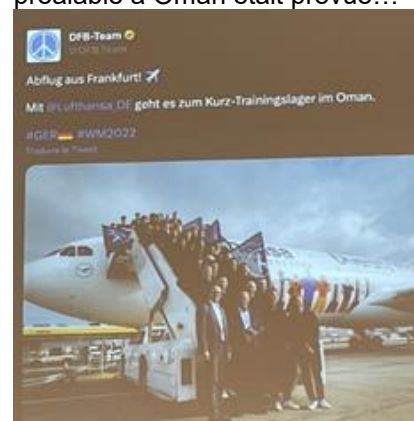 préalable à Oman était prévue…
DFB-Team
@DFB_Team
Abflug aus Frankfurt!
Mit @Lufthansa_DE geht es zum Kurz-Trainingslager im Oman.
#GER #WM2022
Traduire le Tweet